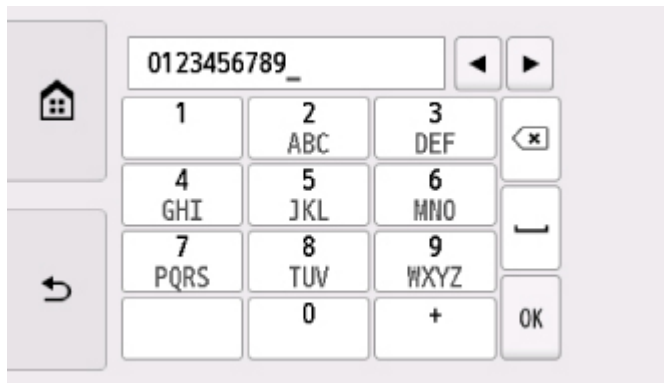 0123456789_
1 2 3
ABC DEF
4 5 6
GHI JKL MNO
7 8 9
PQRS TUV WXYZ
0 + OK